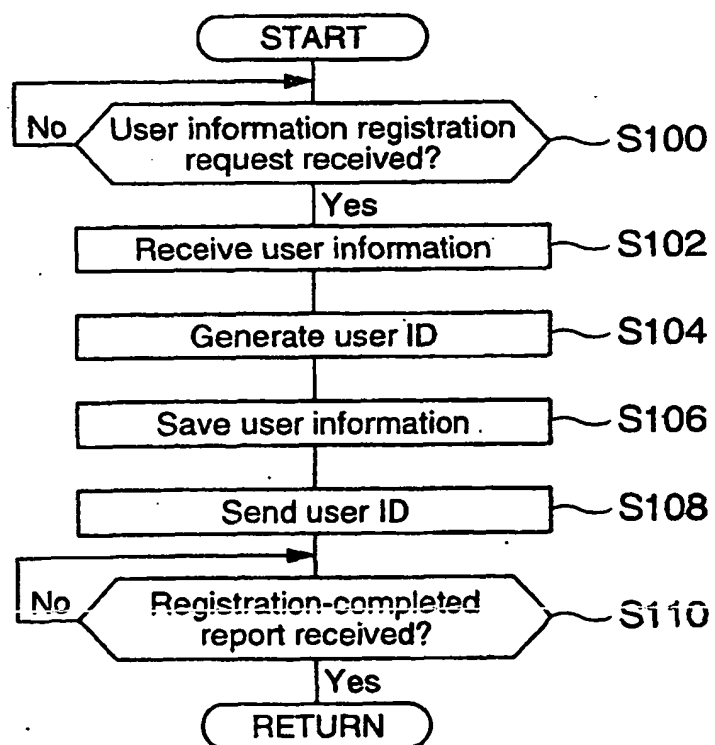 START
No
User information registration
request received?
S100
Yes
Receive user information
S102
Generate user ID
S104
Save user information
S106
Send user ID
S108
No
Registration-completed
report received?
S110
Yes
RETURN